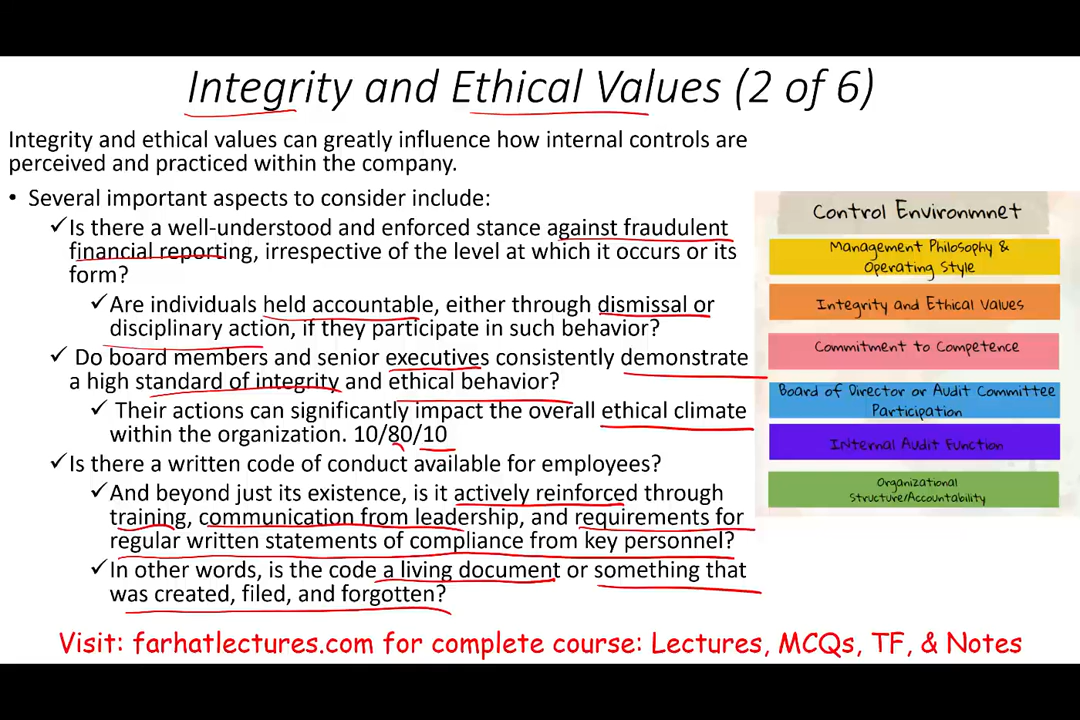 Integrity and Ethical Values (2 of 6)
Integrity and ethical values can greatly influence how internal controls are
perceived and practiced within the company.
• Several important aspects to consider include:
✓Is there a well-understood and enforced stance against fraudulent
financial reporting, irrespective of the level at which it occurs or its
form?
✓Are individuals held accountable, either through dismissal or
disciplinary action, if they participate in such behavior?
✓ Do board members and senior executives consistently demonstrate
a high standard of integrity and ethical behavior?
✓ Their actions can significantly impact the overall ethical climate
within the organization. 10/80/10
✓Is there a written code of conduct available for employees?
✓And beyond just its existence, is it actively reinforced through
training, communication from leadership, and requirements for
regular written statements of compliance from key personnel?
✓In other words, is the code a living document or something that
was created, filed, and forgotten?
Control Environmnet
Management Philosophy &
Operating Style
Integrity and Ethical Values
Commitment to Competence
Board of Director or Audit Committee
Participation
Internal Audit Function
Organizational
Structure/Accountability
Visit: farhatlectures.com for complete course: Lectures, MCQs, TF, & Notes